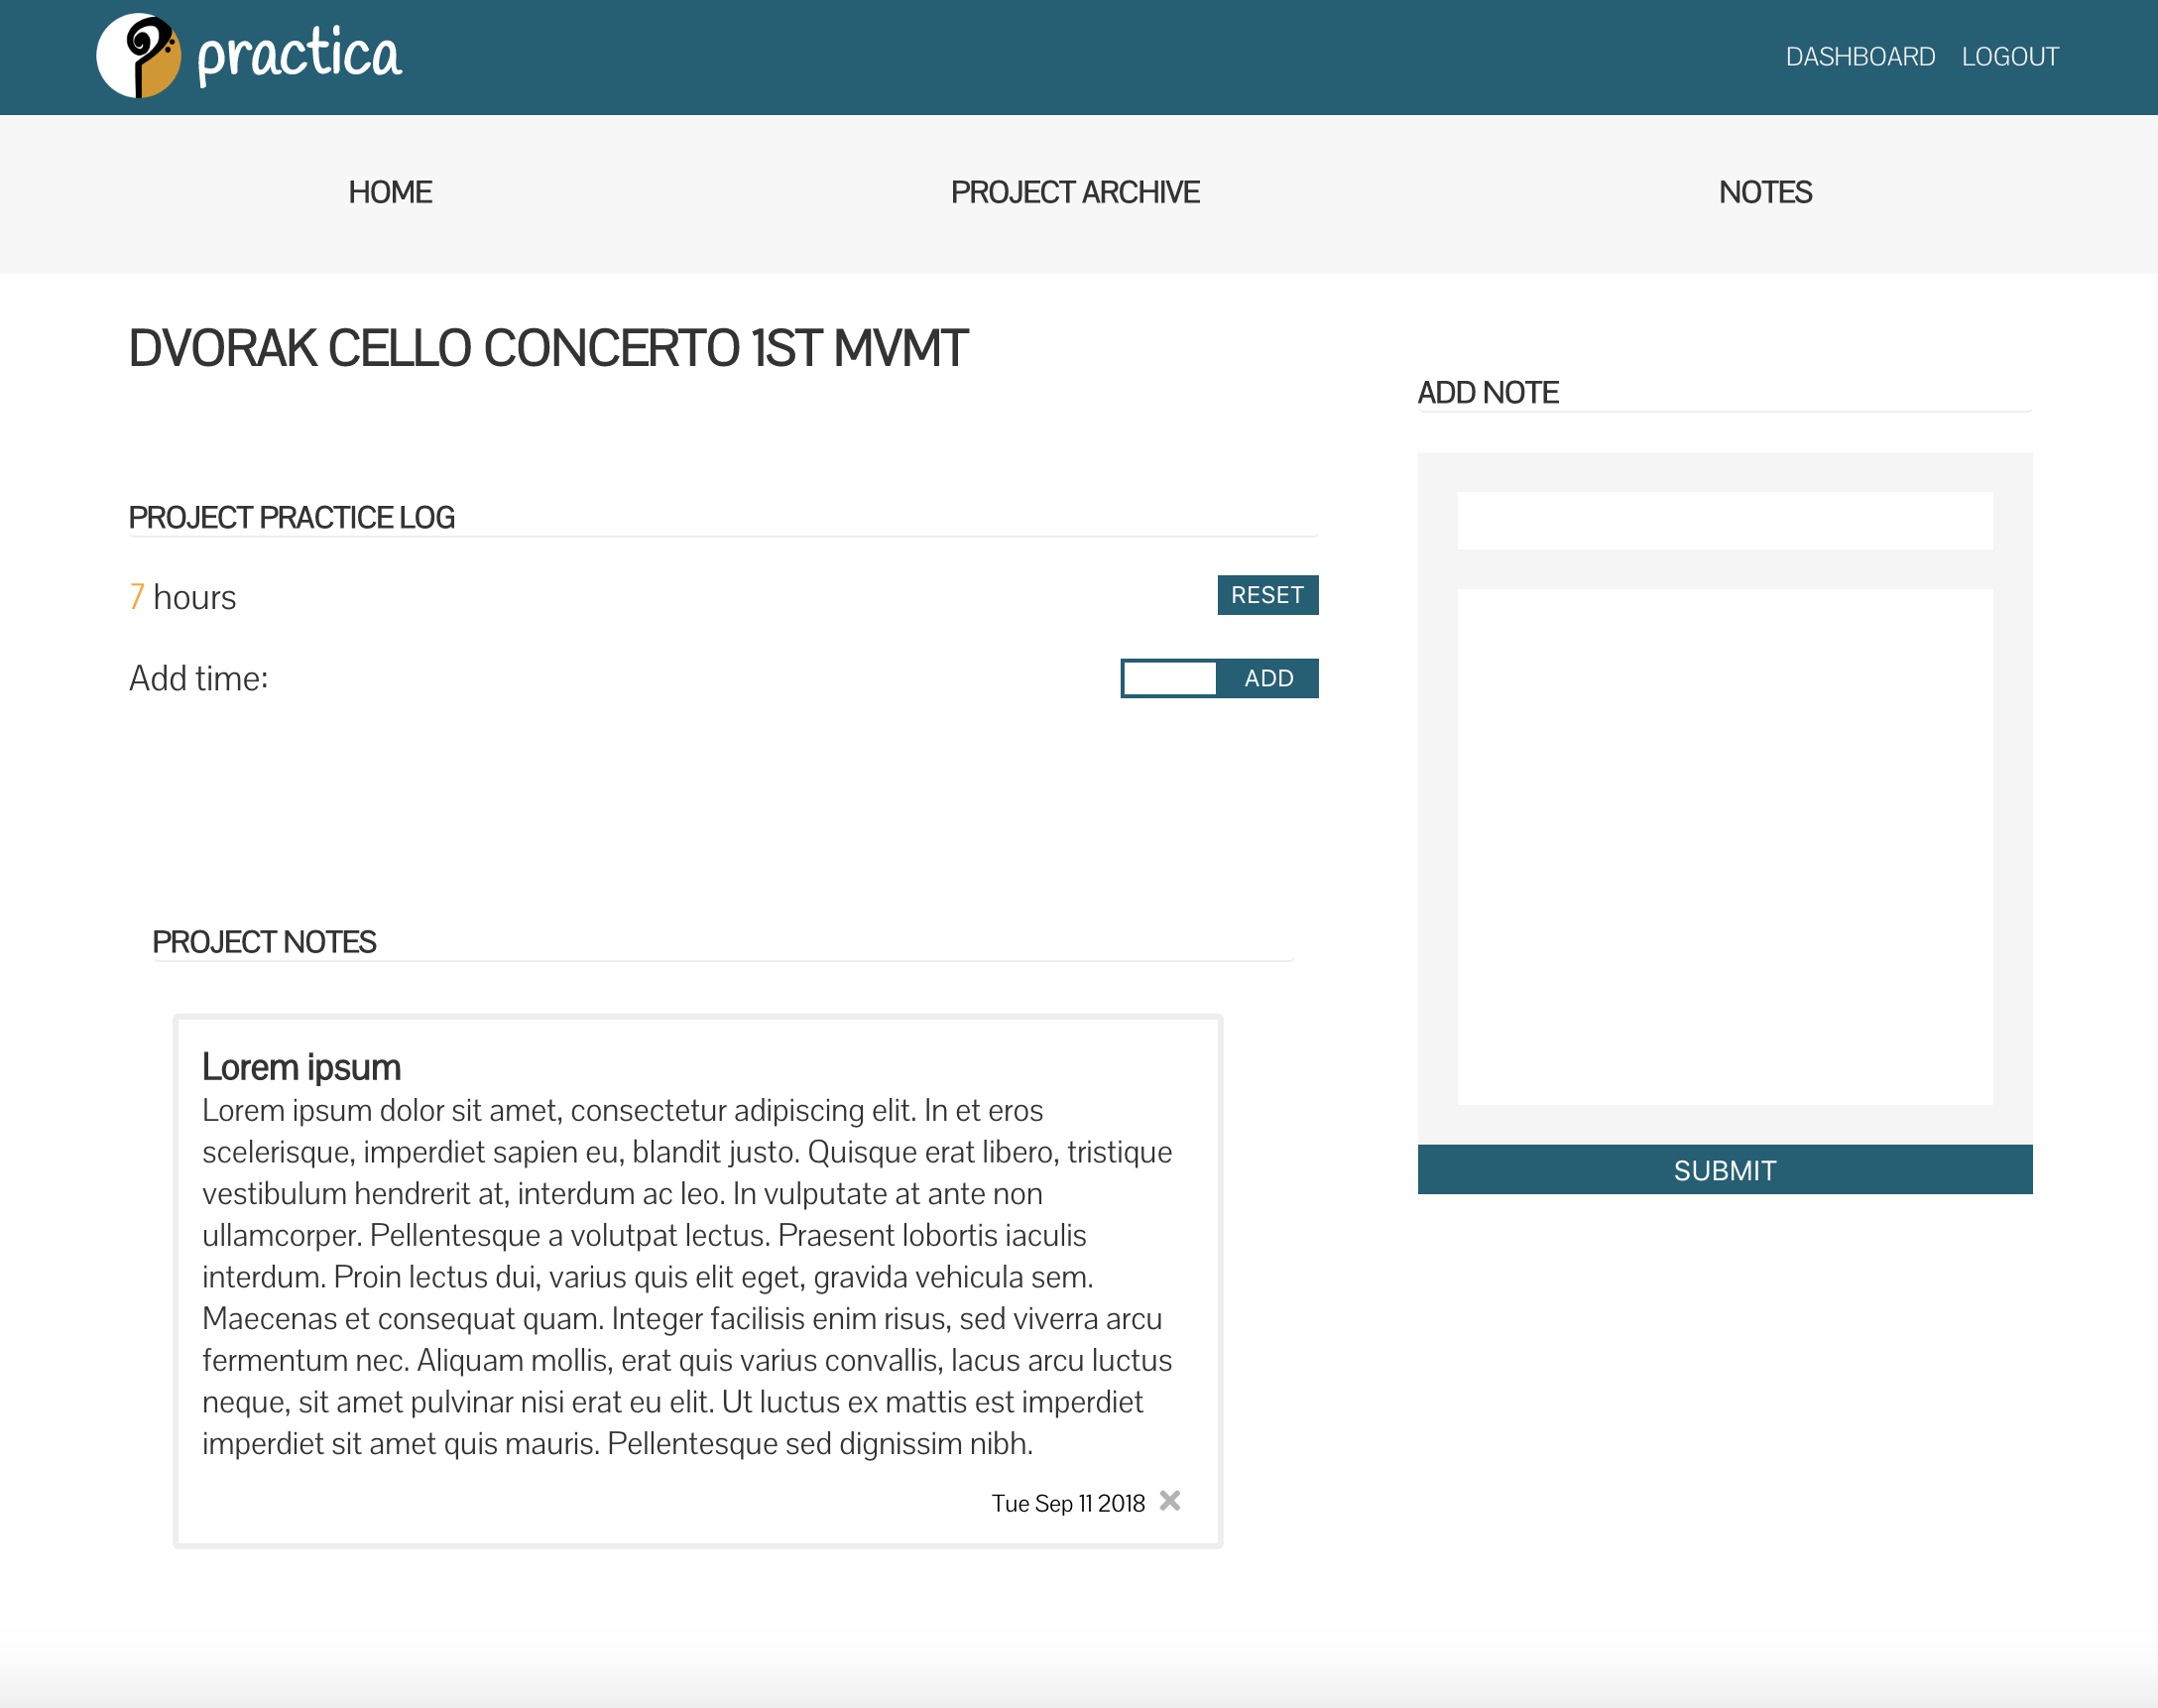 practica
DASHBOARD LOGOUT
HOME PROJECT ARCHIVE NOTES
DVORAK CELLO CONCERTO 1ST MVMT
PROJECT PRACTICE LOG
7 hours
RESET
Add time:
ADD
PROJECT NOTES
Lorem ipsum
Lorem ipsum dolor sit amet, consectetur adipiscing elit. In et eros
scelerisque, imperdiet sapien eu, blandit justo. Quisque erat libero, tristique
vestibulum hendrerit at, interdum ac leo. In vulputate at ante non
ullamcorper. Pellentesque a volutpat lectus. Praesent lobortis iaculis
interdum. Proin lectus dui, varius quis elit eget, gravida vehicula sem.
Maecenas et consequat quam. Integer facilisis enim risus, sed viverra arcu
fermentum nec. Aliquam mollis, erat quis varius convallis, lacus arcu luctus
neque, sit amet pulvinar nisi erat eu elit. Ut luctus ex mattis est imperdiet
imperdiet sit amet quis mauris. Pellentesque sed dignissim nibh.
Tue Sep 11 2018
ADD NOTE
SUBMIT